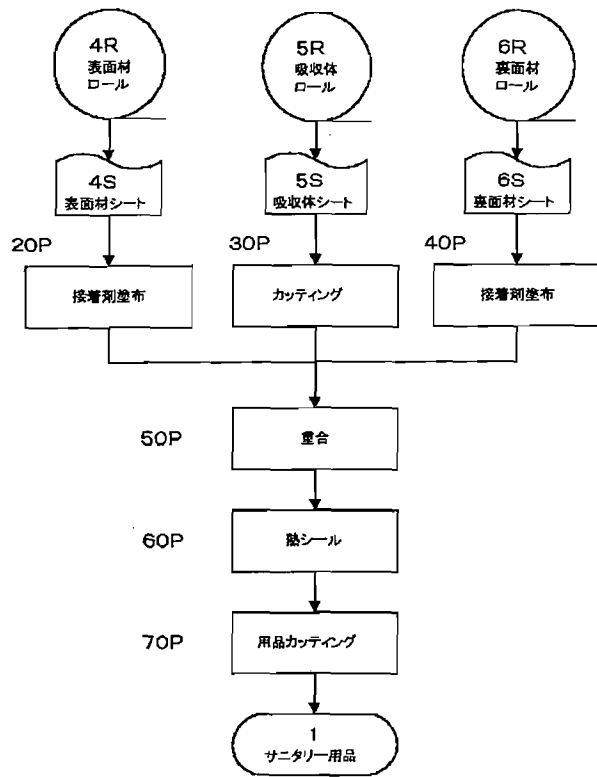 4R
表面材
ロール
5R
吸収体
ロール
6R
裏面材
ロール
4S
表面材シート
5S
吸収体シート
6S
裏面材シート
20P
接着剤塗布
30P
カッティング
40P
接着剤塗布
50P
重合
60P
熱シール
70P
用品カッティング
1
サニタリー用品